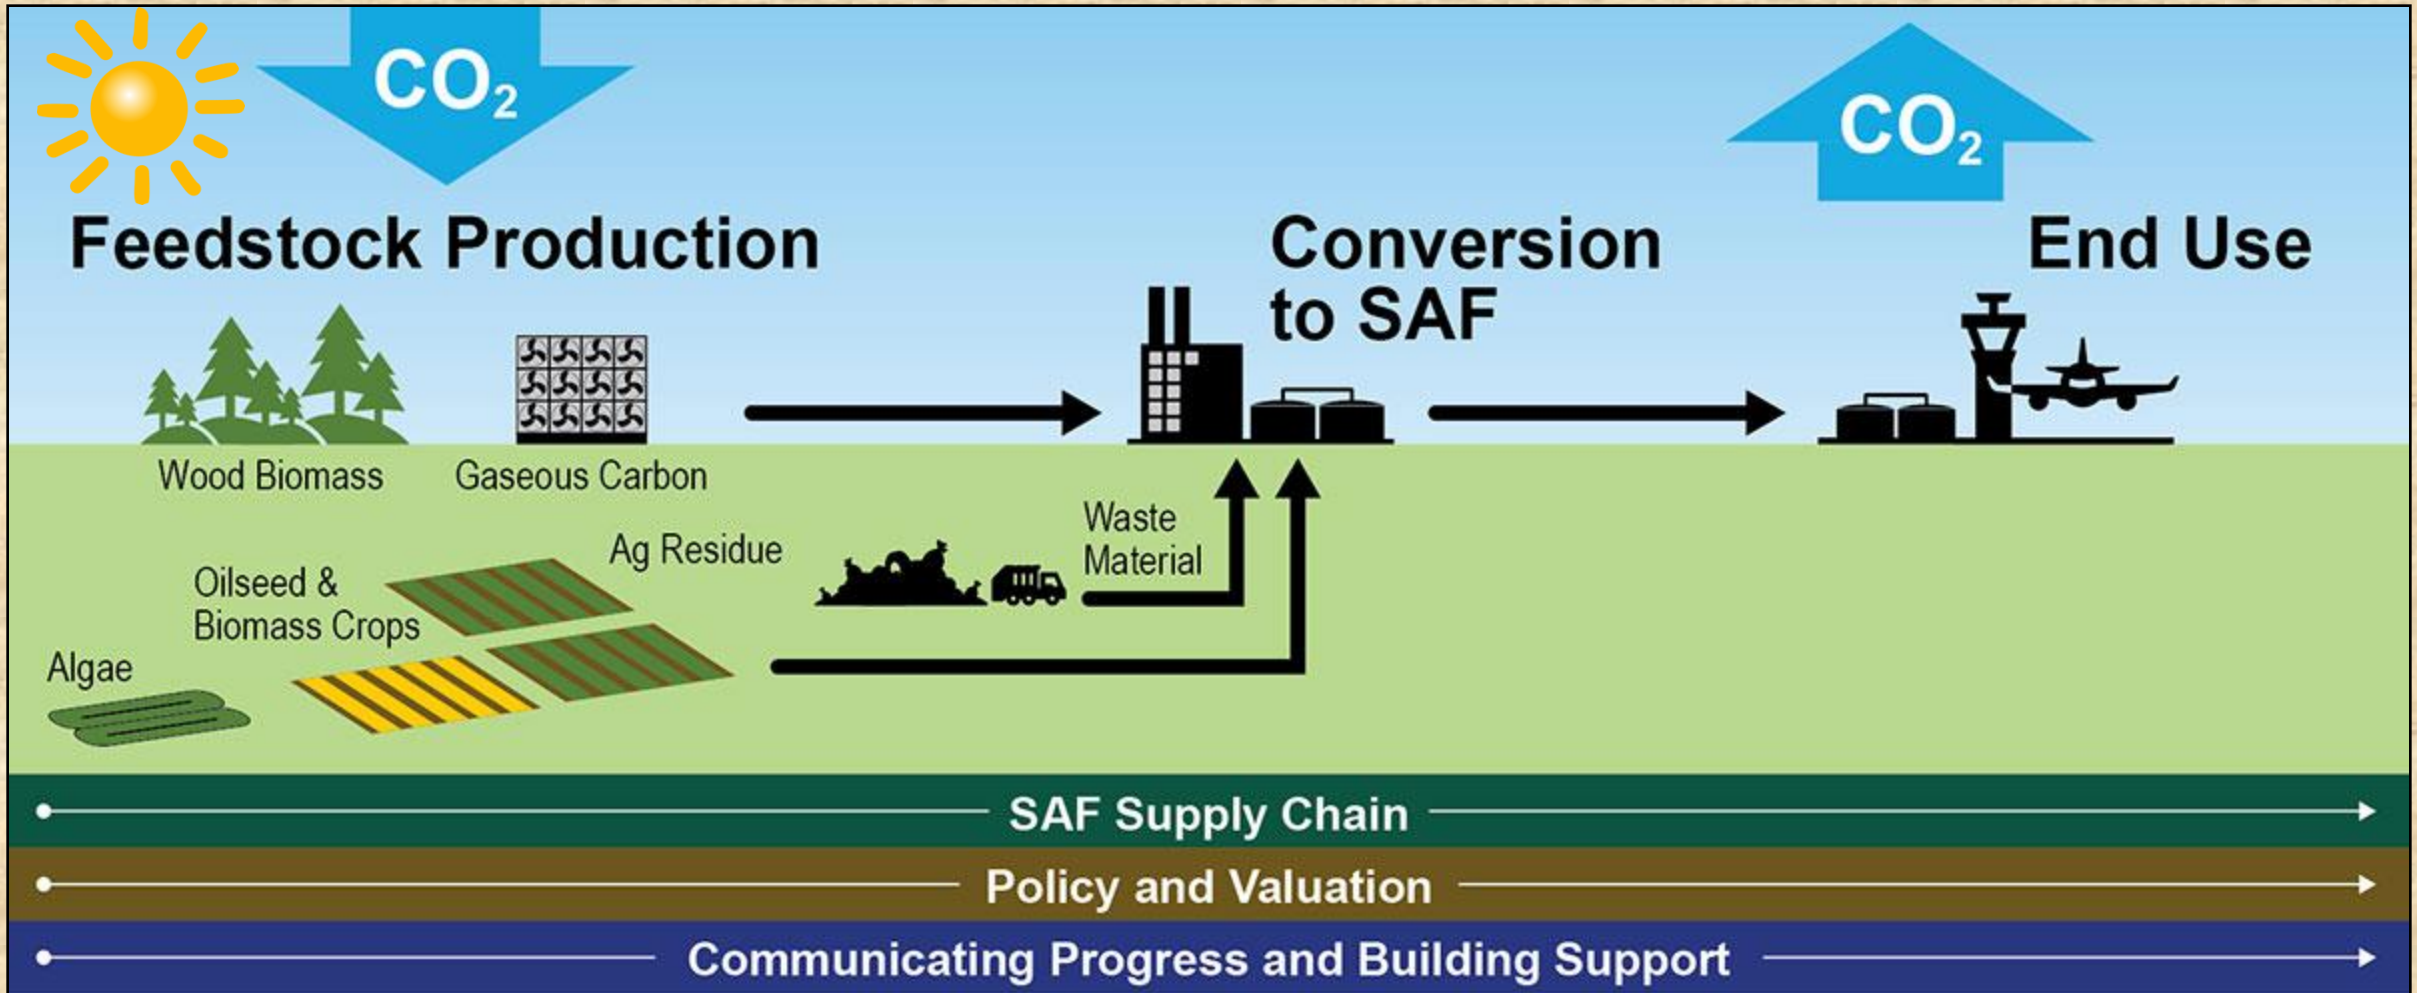 CO₂
CO₂
Feedstock Production
Conversion
to SAF
End Use
Wood Biomass
Gaseous Carbon
Waste
Material
Ag Residue
Oilseed &
Biomass Crops
Algae
SAF Supply Chain
Policy and Valuation
Communicating Progress and Building Support